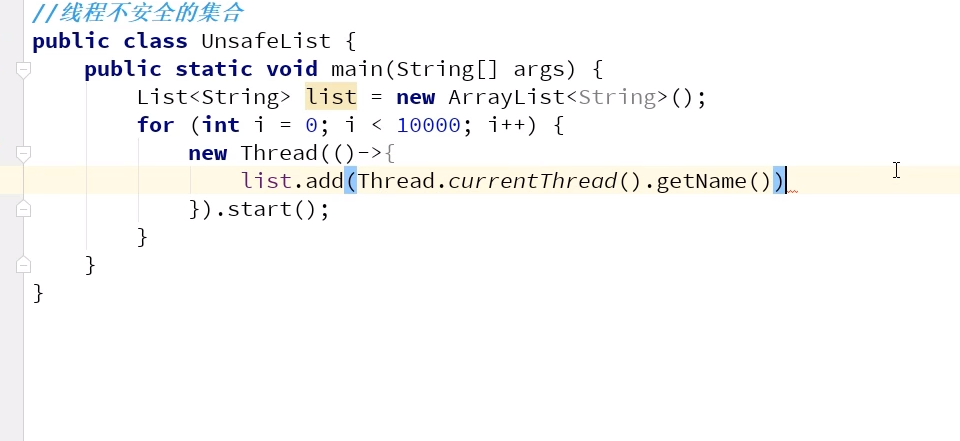 //线程不安全的集合
public class UnsafeList {
public static void main(String[] args) {
List<String> list = new ArrayList<String>();
for (int i = 0; i < 10000; i++) {
new Thread(()->{
list.add(Thread.currentThread().getName())
}).start();
}
}
}